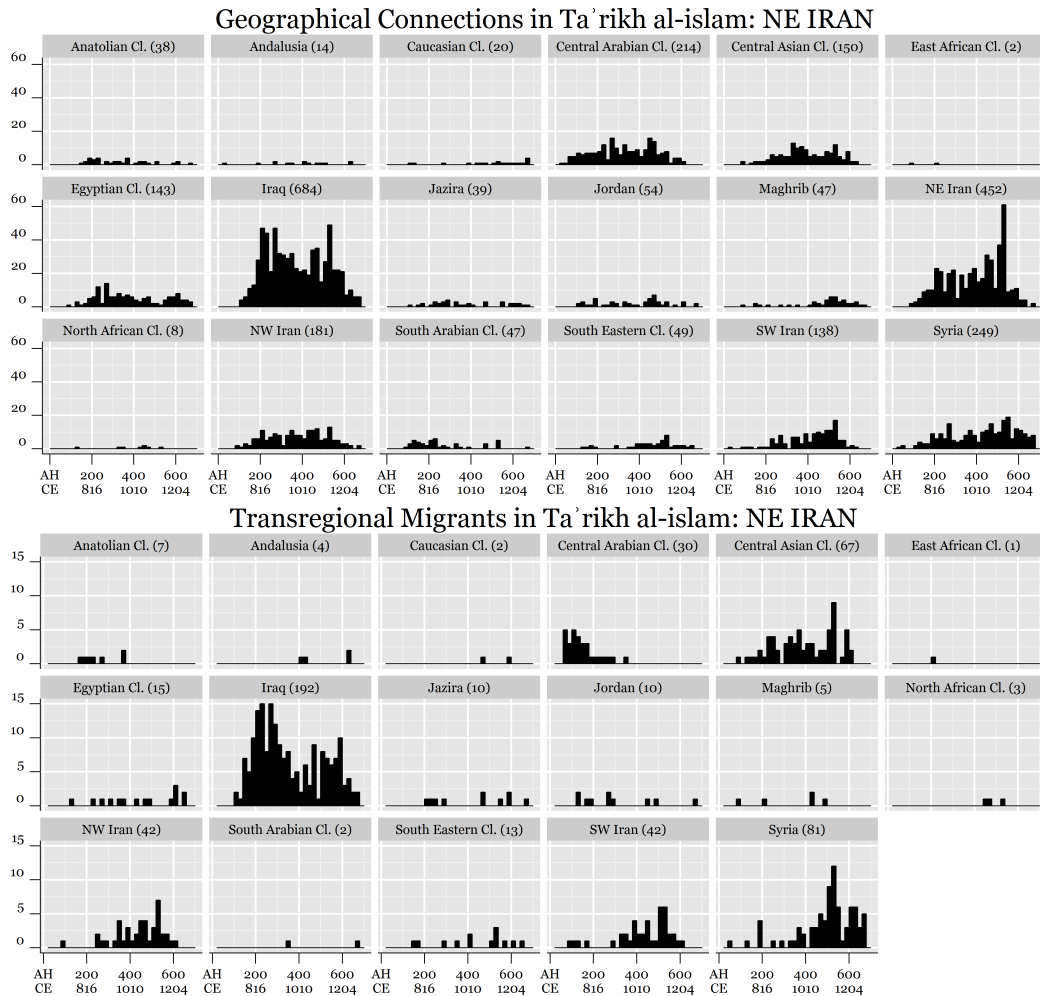 Geographical Connections in Taʾrikh al-islam: NE IRAN
Anatolian Cl. (38) Andalusia (14) Caucasian Cl. (20) Central Arabian Cl. (214) Central Asian Cl. (150) East African Cl. (2)
60
40
20
0
Egyptian Cl. (143) Iraq (684) Jazira (39) Jordan (54) Maghrib (47) NE Iran (452)
60
40
20
0
North African Cl. (8) NW Iran (181) South Arabian Cl. (47) South Eastern Cl. (49) SW Iran (138) Syria (249)
60
40
20
0
AH 200 400 600 AH 200 400 600 AH 200 400 600 AH 200 400 600 AH 200 400 600 AH 200 400 600
CE 816 1010 1204 CE 816 1010 1204 CE 816 1010 1204 CE 816 1010 1204 CE 816 1010 1204 CE 816 1010 1204
Transregional Migrants in Taʾrikh al-islam: NE IRAN
Anatolian Cl. (7) Andalusia (4) Caucasian Cl. (2) Central Arabian Cl. (30) Central Asian Cl. (67) East African Cl. (1)
15
10
5
0
Egyptian Cl. (15) Iraq (192) Jazira (10) Jordan (10) Maghrib (5) North African Cl. (3)
15
10
5
0
NW Iran (42) South Arabian Cl. (2) South Eastern Cl. (13) SW Iran (42) Syria (81)
15
10
5
0
AH 200 400 600 AH 200 400 600 AH 200 400 600 AH 200 400 600 AH 200 400 600
CE 816 1010 1204 CE 816 1010 1204 CE 816 1010 1204 CE 816 1010 1204 CE 816 1010 1204